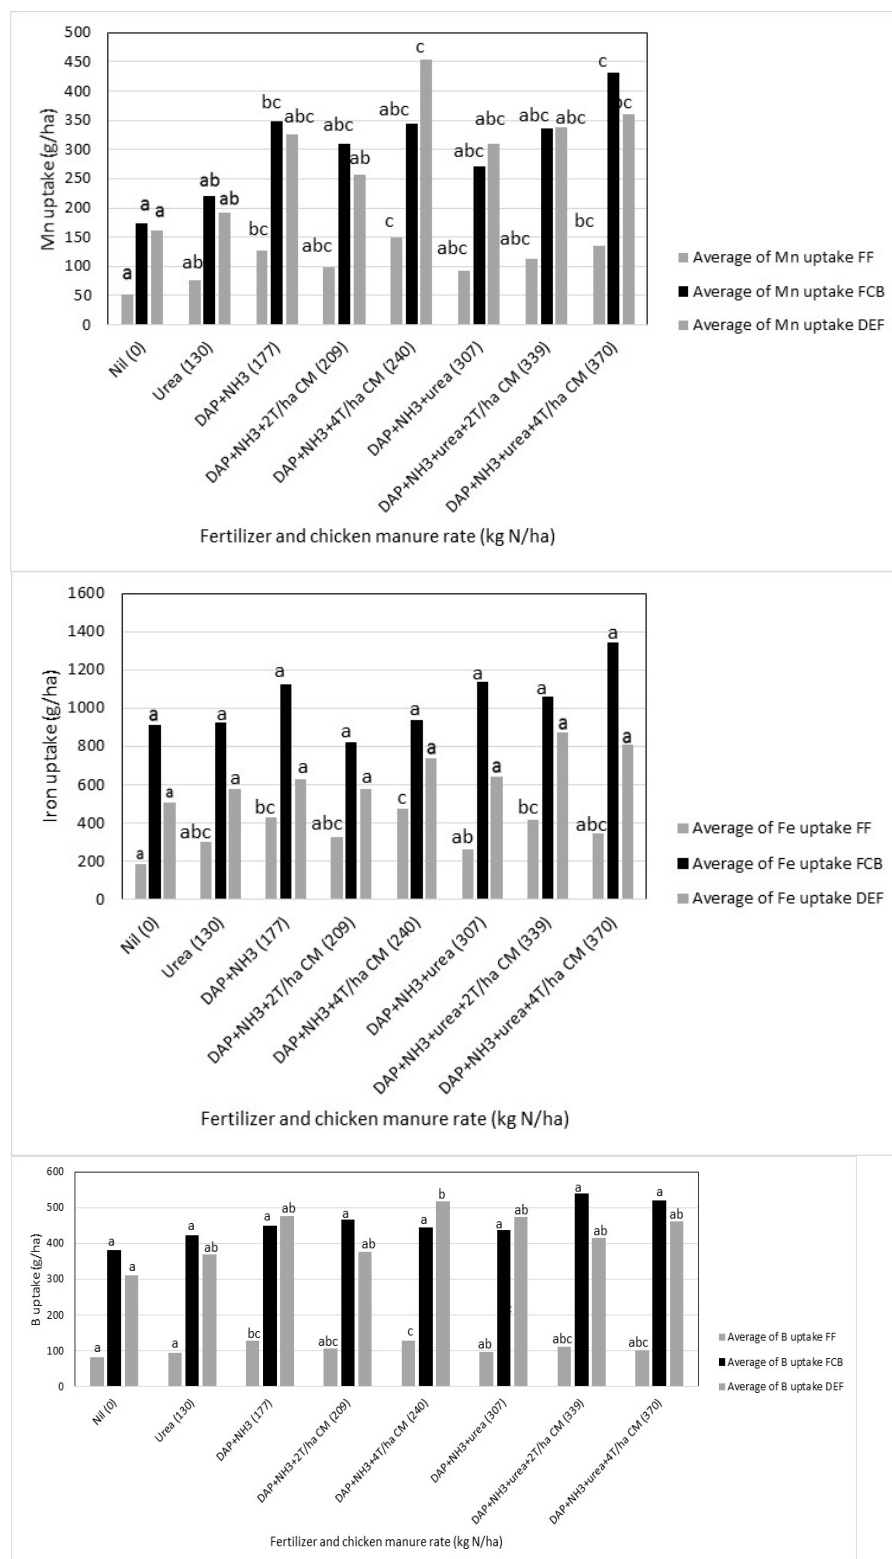 500
450
400
350
300
250
200
150
100
50
0
Mn uptake (g/ha)
a a a
ab ab ab
bc bc abc
abc abc ab
c abc c
abc abc abc
abc abc abc
bc c bc
Nil (0)
Urea (130)
DAP+NH3 (177)
DAP+NH3+2T/ha CM (209)
DAP+NH3+4T/ha CM (240)
DAP+NH3+urea (307)
DAP+NH3+urea+2T/ha CM (339)
DAP+NH3+urea+4T/ha CM (370)
Fertilizer and chicken manure rate (kg N/ha)
Average of Mn uptake FF
Average of Mn uptake FCB
Average of Mn uptake DEF
1600
1400
1200
1000
800
600
400
200
0
Iron uptake (g/ha)
a a a
abc a a
bc a a
abc a a
c a a
ab a a
bc a a
abc a a
Nil (0)
Urea (130)
DAP+NH3 (177)
DAP+NH3+2T/ha CM (209)
DAP+NH3+4T/ha CM (240)
DAP+NH3+urea (307)
DAP+NH3+urea+2T/ha CM (339)
DAP+NH3+urea+4T/ha CM (370)
Fertilizer and chicken manure rate (kg N/ha)
Average of Fe uptake FF
Average of Fe uptake FCB
Average of Fe uptake DEF
600
500
400
300
200
100
0
B uptake (g/ha)
a a a
a a ab
bc a ab
abc a ab
c a b
ab a ab
abc a ab
abc a ab
Nil (0)
Urea (130)
DAP+NH3 (177)
DAP+NH3+2T/ha CM (209)
DAP+NH3+4T/ha CM (240)
DAP+NH3+urea (307)
DAP+NH3+urea+2T/ha CM (339)
DAP+NH3+urea+4T/ha CM (370)
Fertilizer and chicken manure rate (kg N/ha)
Average of B uptake FF
Average of B uptake FCB
Average of B uptake DEF